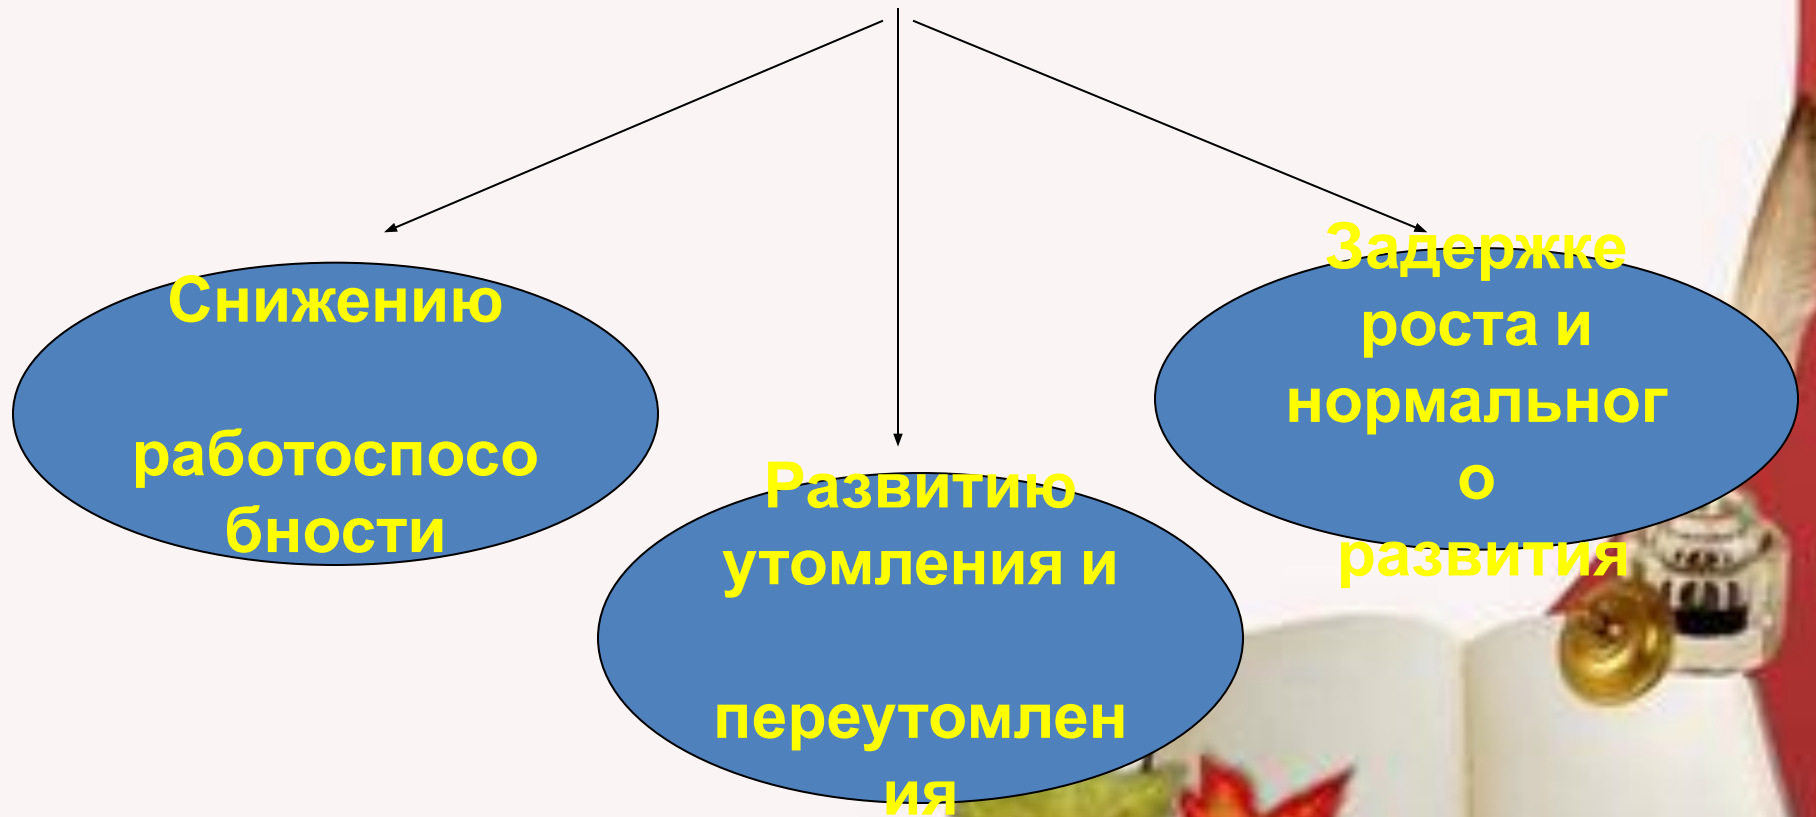 Снижению
работоспосо
бности
Развитию
утомления и
переутомлен
ия
Задержке
роста и
нормальног
о
развития